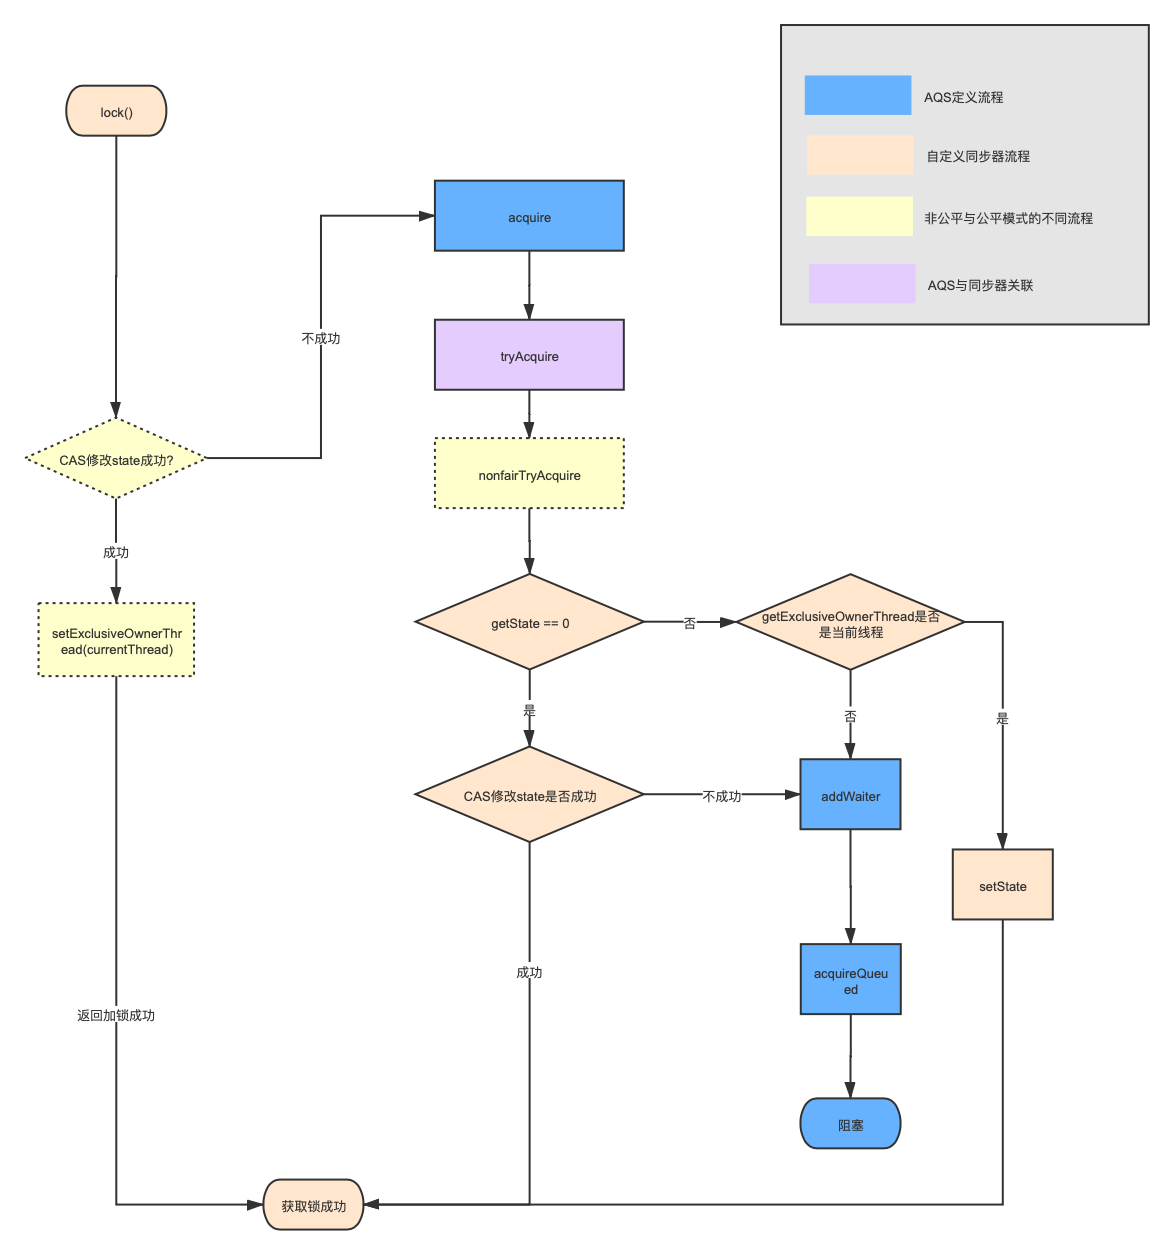 AQS定义流程
lock()
自定义同步器流程
acquire
非公平与公平模式的不同流程
AQS与同步器关联
不成功
tryAcquire
CAS修改state成功?
nonfairTryAcquire
成功
setExclusiveOwnerThr
ead(currentThread)
getState == 0
否
getExclusiveOwnerThread是否
是当前线程
是
否
是
CAS修改state是否成功
不成功
addWaiter
setState
成功
acquireQueu
ed
返回加锁成功
阻塞
获取锁成功